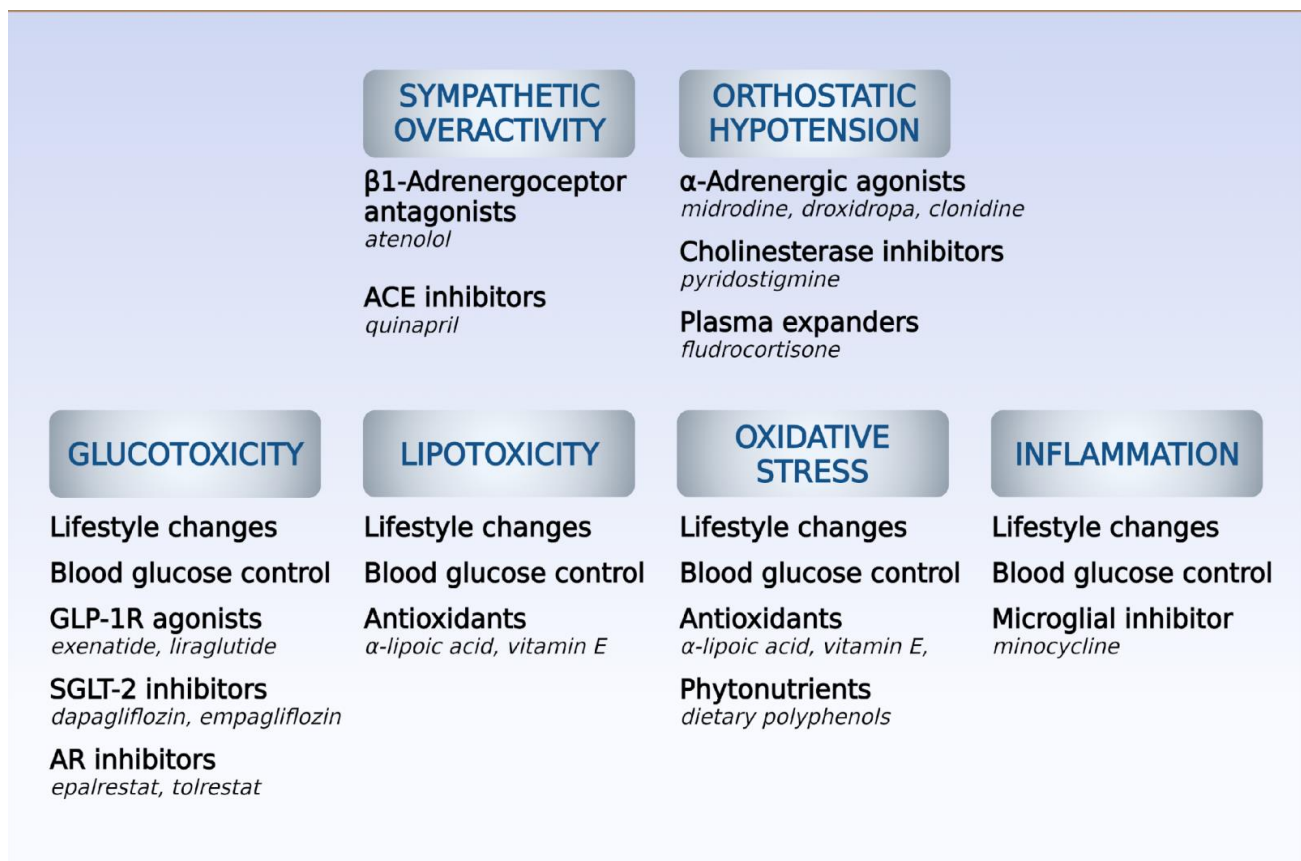 SYMPATHETIC
OVERACTIVITY
β1-Adrenergoceptor
antagonists
atenolol
ACE inhibitors
quinapril
ORTHOSTATIC
HYPOTENSION
α-Adrenergic agonists
midrodine, droxidropa, clonidine
Cholinesterase inhibitors
pyridostigmine
Plasma expanders
fludrocortisone
GLUCOTOXICITY
Lifestyle changes
Blood glucose control
GLP-1R agonists
exenatide, liraglutide
SGLT-2 inhibitors
dapagliflozin, empagliflozin
AR inhibitors
epalrestat, tolrestat
LIPOTOXICITY
Lifestyle changes
Blood glucose control
Antioxidants
α-lipoic acid, vitamin E
OXIDATIVE
STRESS
Lifestyle changes
Blood glucose control
Antioxidants
α-lipoic acid, vitamin E,
Phytonutrients
dietary polyphenols
INFLAMMATION
Lifestyle changes
Blood glucose control
Microglial inhibitor
minocycline